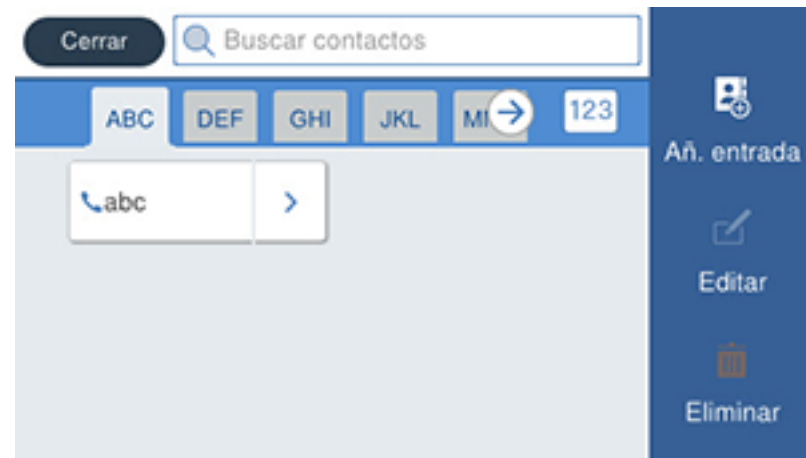 Cerrar
Buscar contactos
ABC DEF GHI JKL 123
abc
Añ. entrada
Editar
Eliminar